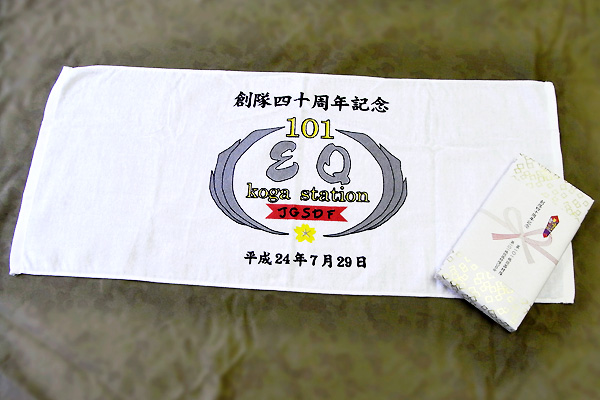 創隊四十周年記念
101
EQ
koga station
JGSDF
平成24年7月29日